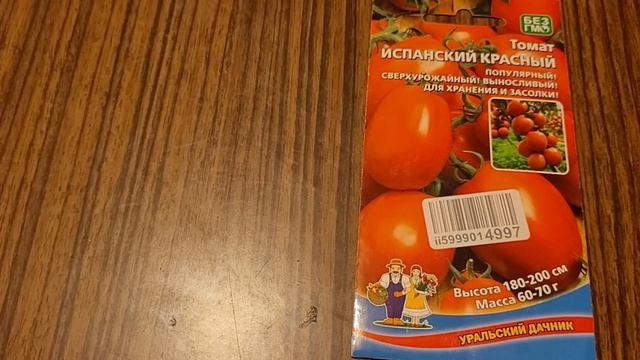 БЕЗ
ГМО
Томат
ИСПАНСКИЙ КРАСНЫЙ
ПОПУЛЯРНЫЙ!
СВЕРХУРОЖАЙНЫЙ! ВЫНОСЛИВЫЙ!
ДЛЯ ХРАНЕНИЯ И ЗАСОЛКИ!
ii5999014997
Высота 180-200 см
Масса 60-70 г
УРАЛЬСКИЙ ДАЧНИК